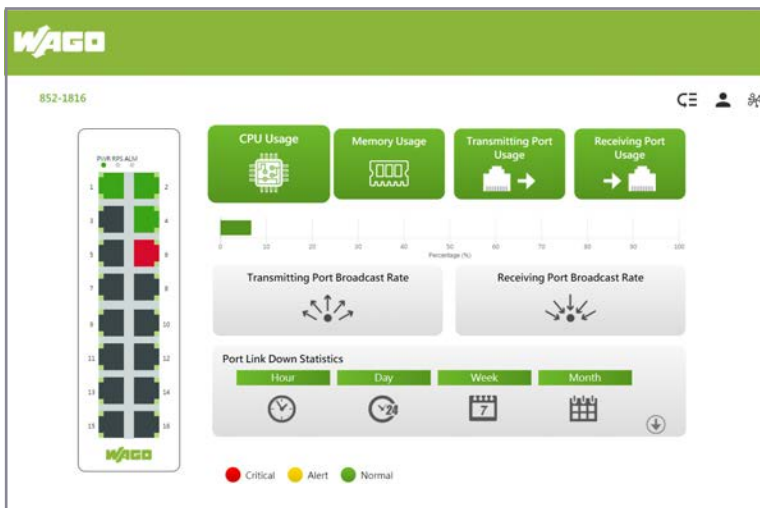 WAGO
852-1816
PWR RPS ALM
1 2
3 4
5 6
7 8
9 10
11 12
13 14
15 16
WAGO
CPU Usage
Memory Usage
Transmitting Port
Usage
Receiving Port
Usage
0 10 20 30 40 50 60 70 80 90 100
Percentage (%)
Transmitting Port Broadcast Rate
Receiving Port Broadcast Rate
Port Link Down Statistics
Hour Day Week Month
24
7
Critical Alert Normal